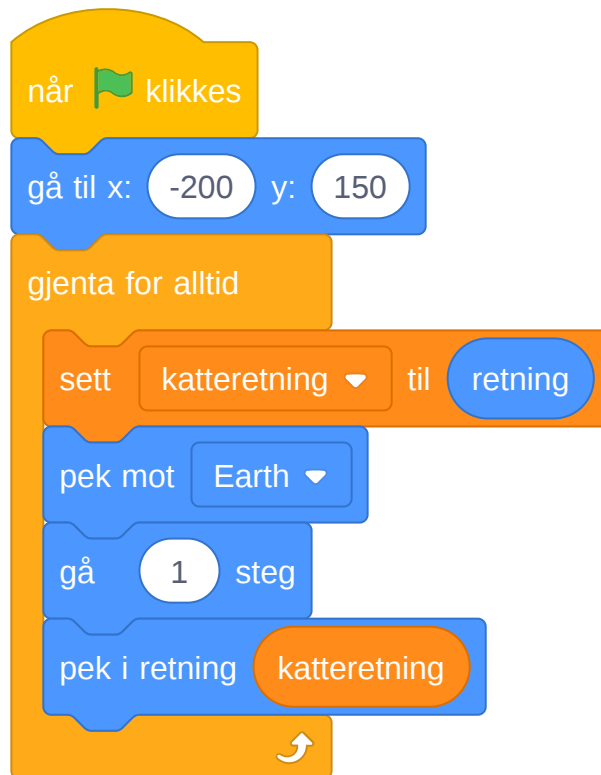 når klikkes
gå til x: -200 y: 150
gjenta for alltid
sett katteretning til retning
pek mot Earth
gå 1 steg
pek i retning katteretning